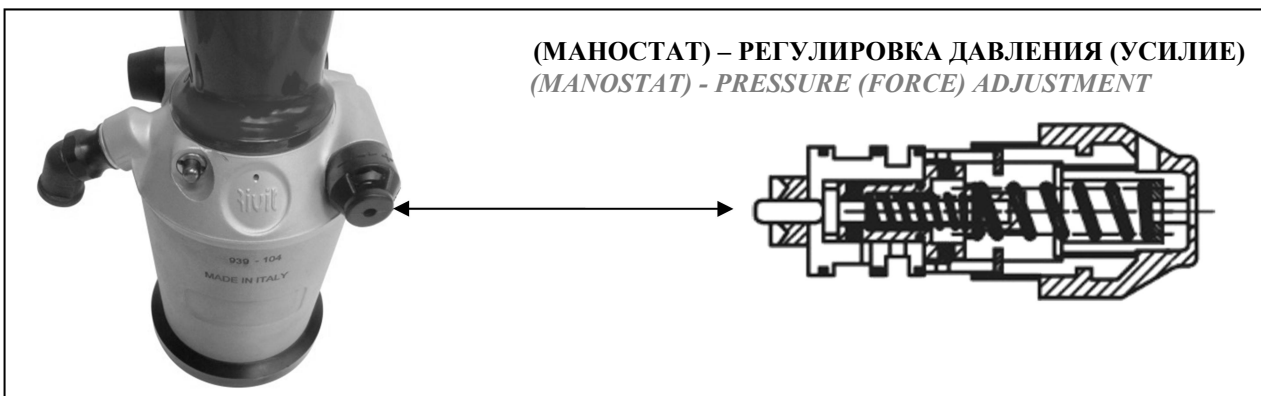 (МАНОСТАТ) – РЕГУЛИРОВКА ДАВЛЕНИЯ (УСИЛИЕ)
(MANOSTAT) - PRESSURE (FORCE) ADJUSTMENT
Rivit
939 - 104
MADE IN ITALY